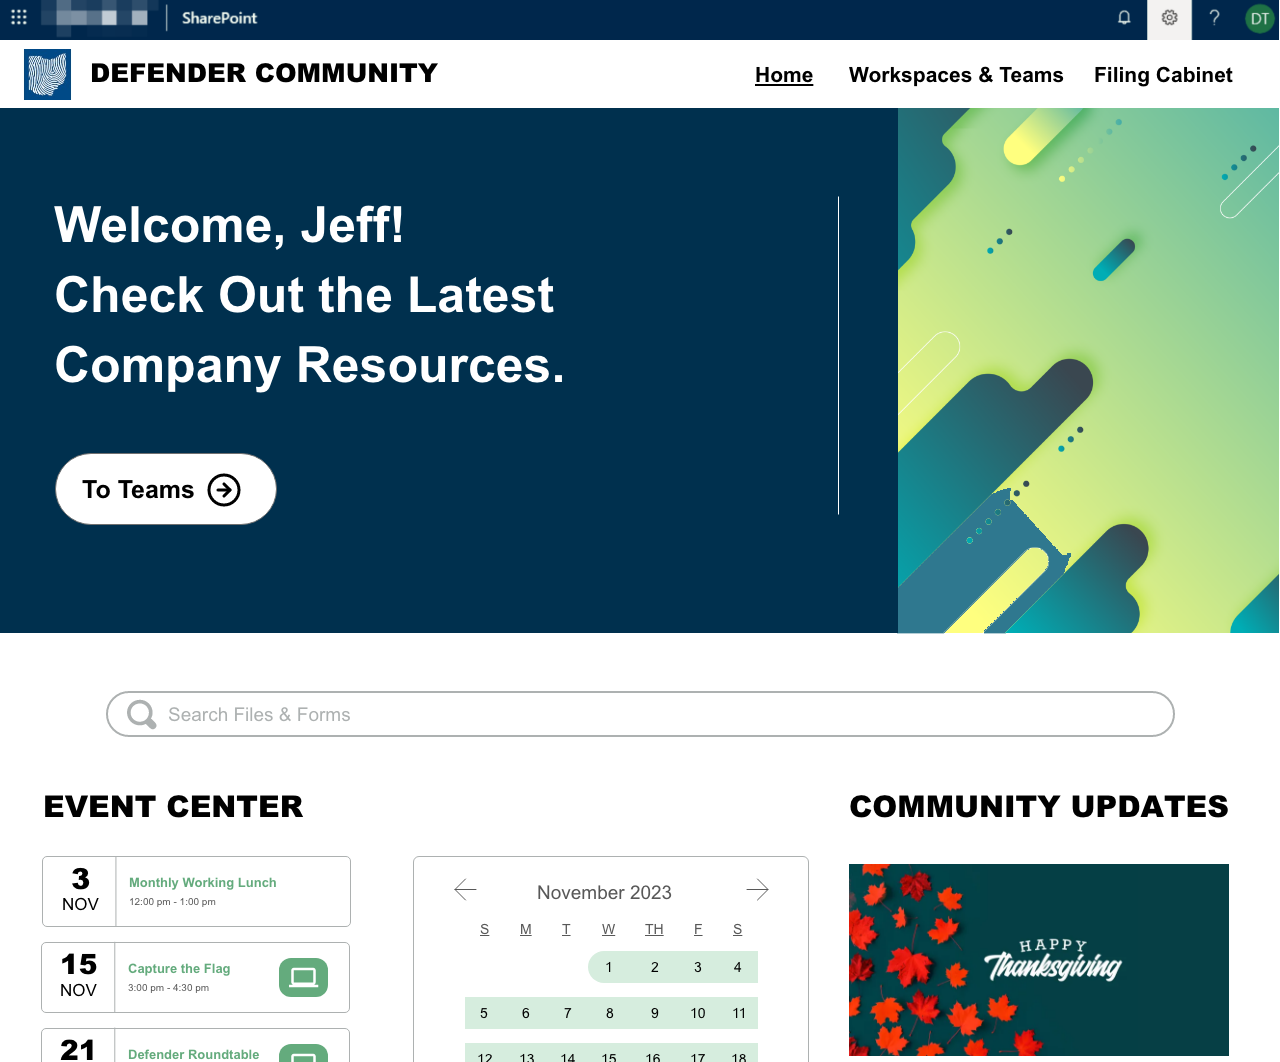 SharePoint
?
DT
DEFENDER COMMUNITY
Home
Workspaces & Teams
Filing Cabinet
Welcome, Jeff!
Check Out the Latest
Company Resources.
To Teams
Search Files & Forms
EVENT CENTER
3
NOV
Monthly Working Lunch
12:00 pm - 1:00 pm
15
NOV
Capture the Flag
3:00 pm - 4:30 pm
21
Defender Roundtable
November 2023
S M T W TH F S
1 2 3 4
5 6 7 8 9 10 11
12 13 14 15 16 17 18
COMMUNITY UPDATES
HAPPY
Thanksgiving